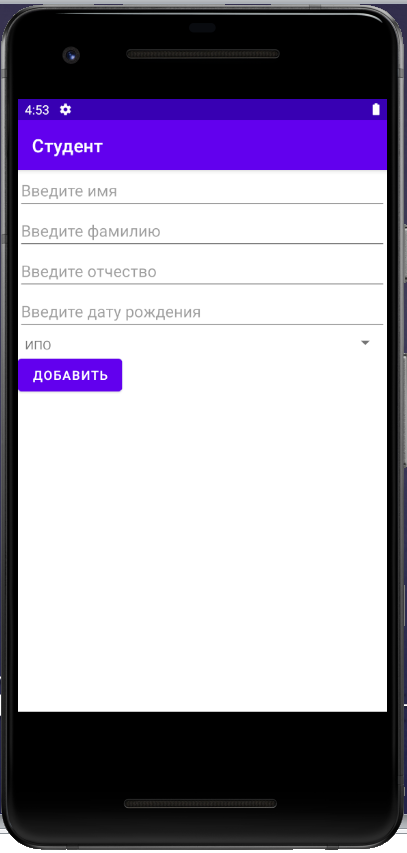 4:53
Студент
Введите имя
Введите фамилию
Введите отчество
Введите дату рождения
ипо
ДОБАВИТЬ